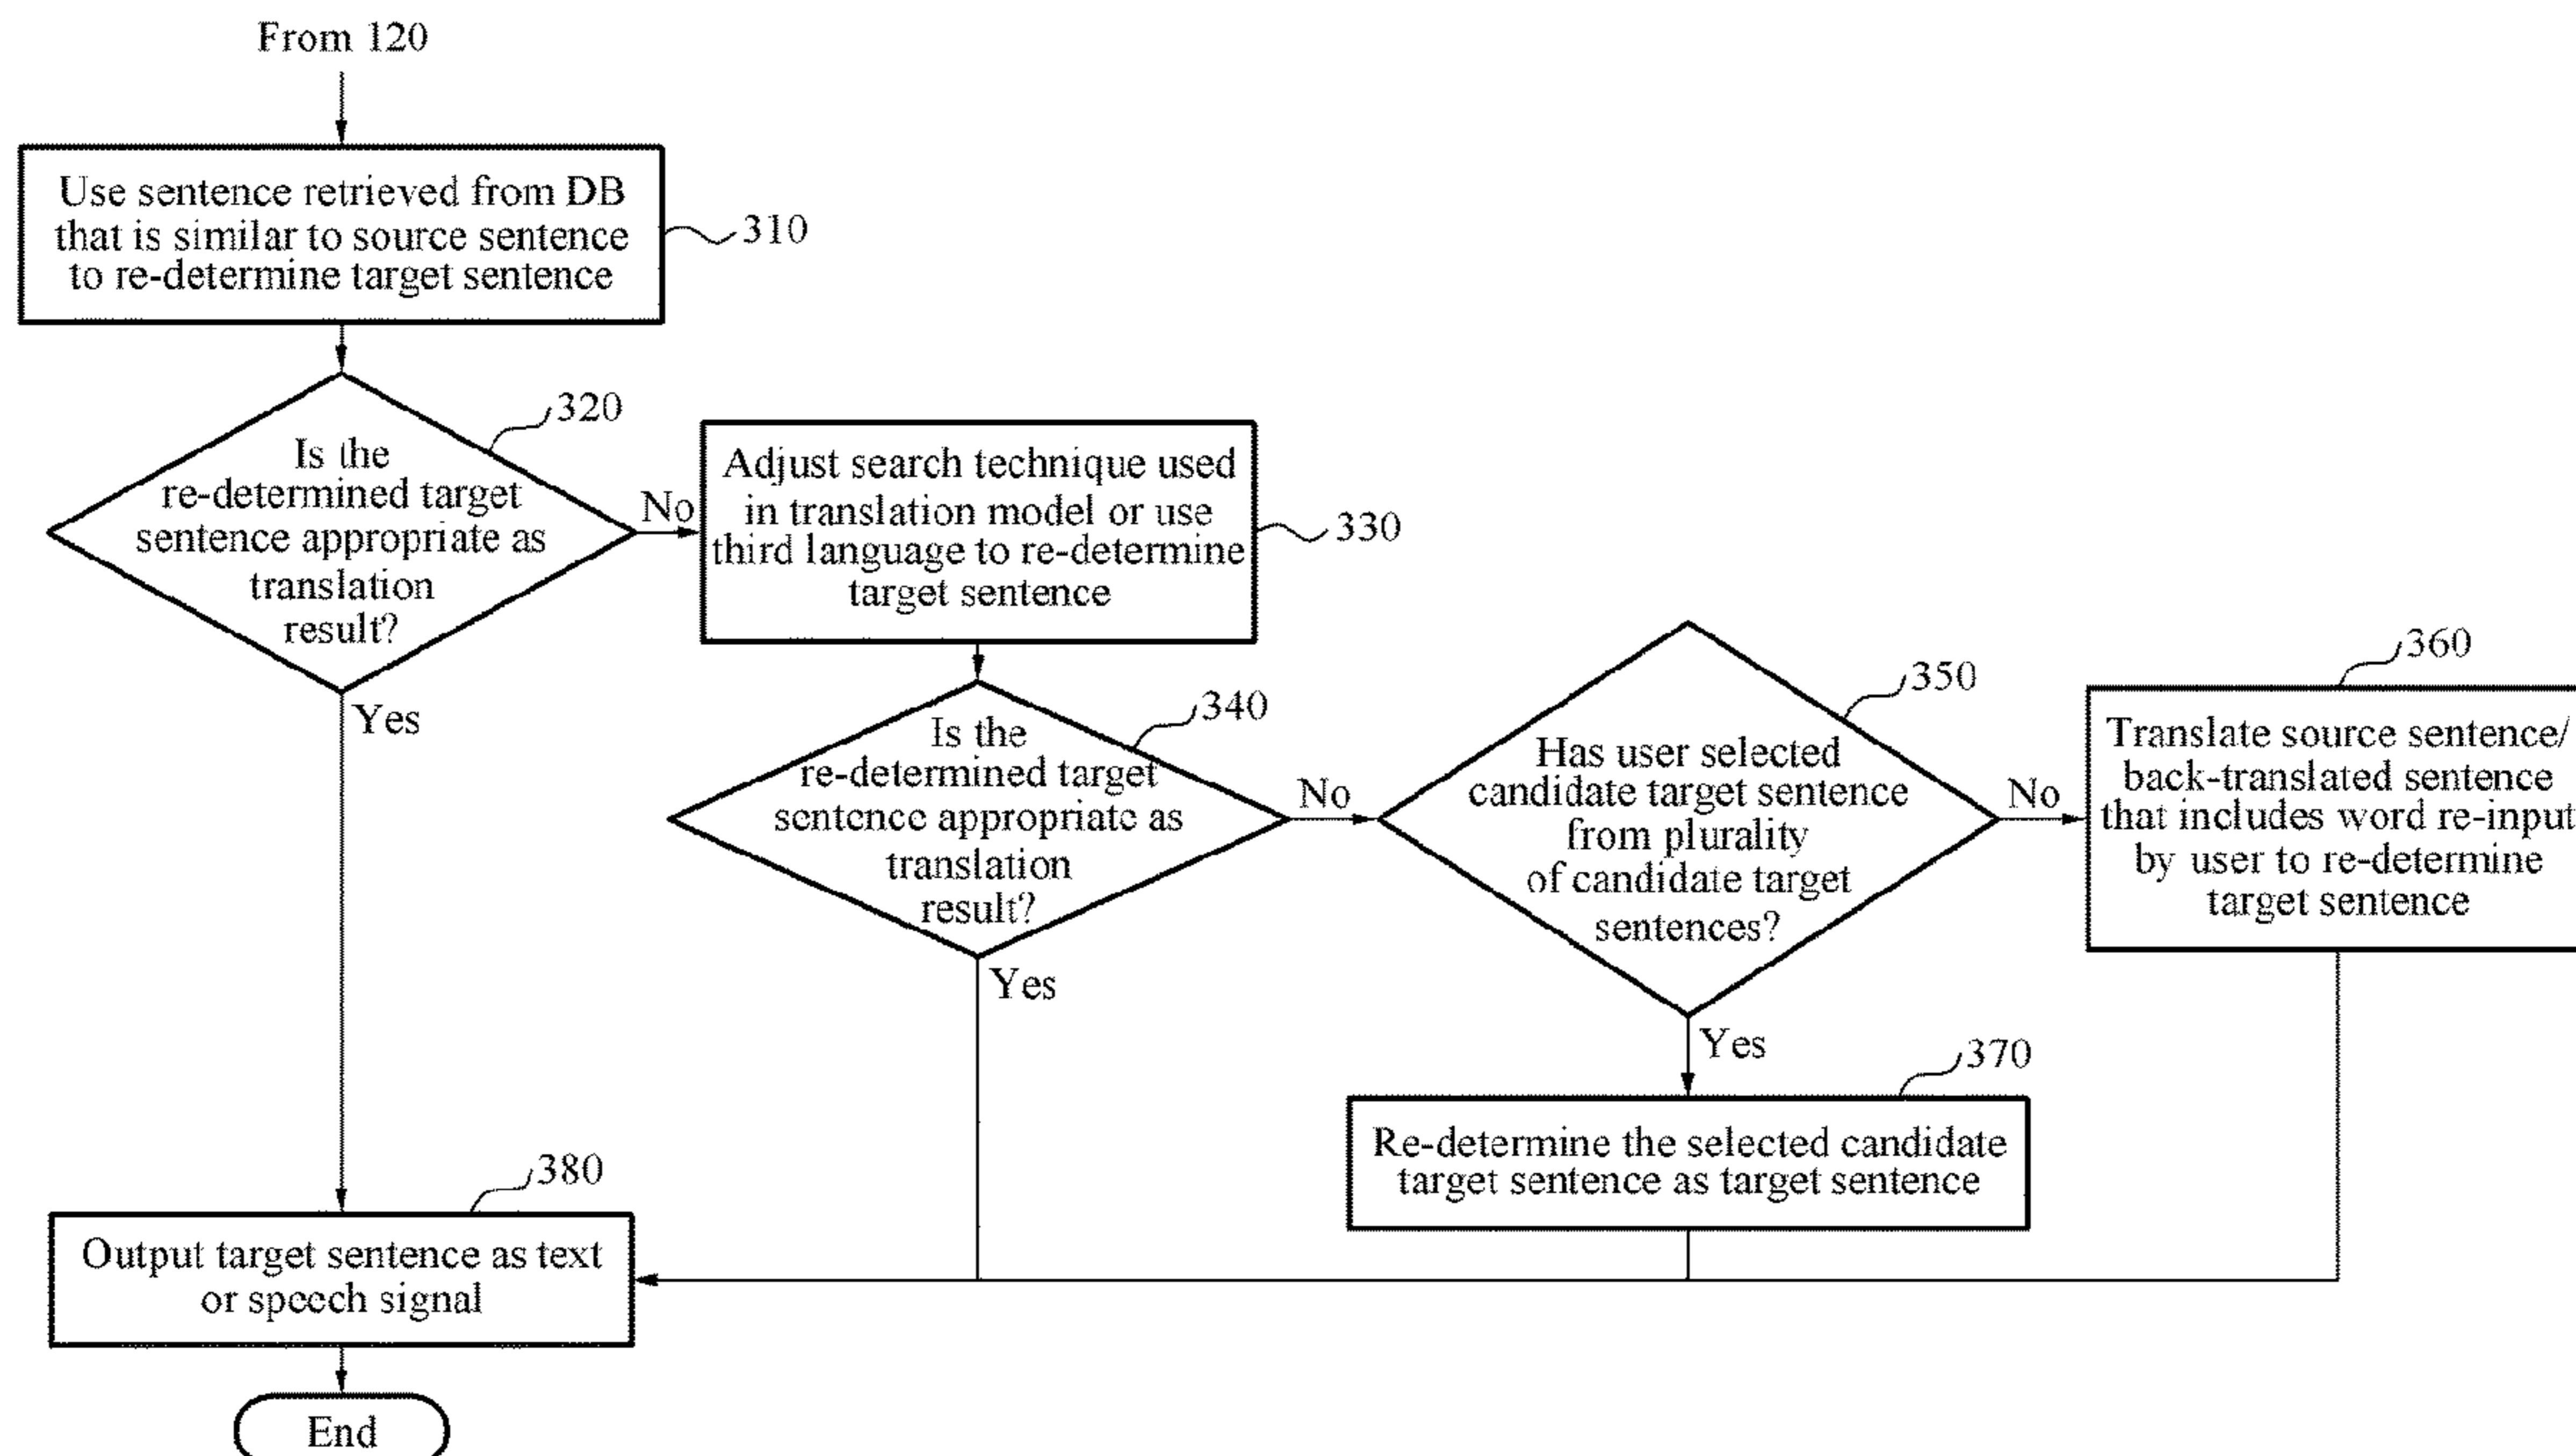 From 120
Use sentence retrieved from DB
that is similar to source sentence
to re-determine target sentence
310
320
Is the
re-determined target
sentence appropriate as
translation
result?
No
Yes
Adjust search technique used
in translation model or use
third language to re-determine
target sentence
330
340
Is the
re-determined target
sentence appropriate as
translation
result?
No
Yes
350
Has user selected
candidate target sentence
from plurality
of candidate target
sentences?
No
Yes
360
Translate source sentence/
back-translated sentence
that includes word re-input
by user to re-determine
target sentence
370
Re-determine the selected candidate
target sentence as target sentence
380
Output target sentence as text
or speech signal
End